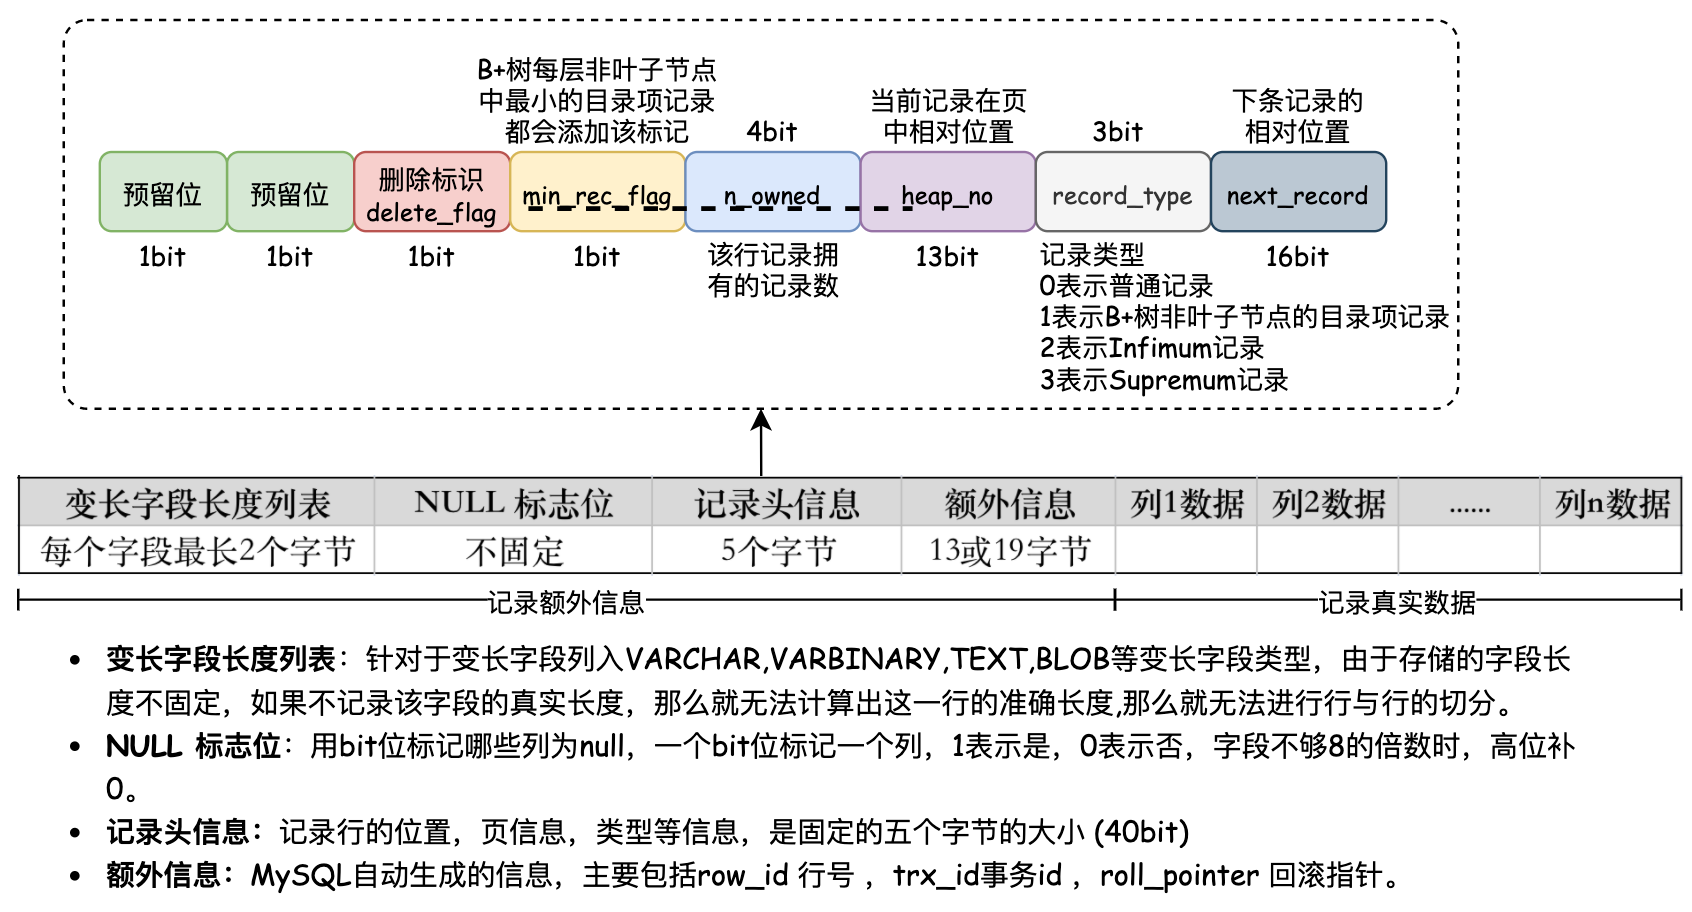 B+树每层非叶子节点
中最小的目录项记录
都会添加该标记
4bit
当前记录在页
中相对位置
3bit
下条记录的
相对位置
预留位
预留位
删除标识
delete_flag
min_rec_flag
n_owned
heap_no
record_type
next_record
1bit
1bit
1bit
1bit
该行记录拥
有的记录数
13bit
记录类型
0表示普通记录
1表示B+树非叶子节点的目录项记录
2表示Infimum记录
3表示Supremum记录
16bit
变长字段长度列表 NULL 标志位 记录头信息 额外信息 列1数据 列2数据 ...... 列n数据
每个字段最长2个字节 不固定 5个字节 13或19字节
记录额外信息 记录真实数据
• 变长字段长度列表：针对于变长字段列入VARCHAR,VARBINARY,TEXT,BLOB等变长字段类型，由于存储的字段长
度不固定，如果不记录该字段的真实长度，那么就无法计算出这一行的准确长度,那么就无法进行行与行的切分。
• NULL 标志位：用bit位标记哪些列为null，一个bit位标记一个列，1表示是，0表示否，字段不够8的倍数时，高位补
0。
• 记录头信息：记录行的位置，页信息，类型等信息，是固定的五个字节的大小 (40bit)
• 额外信息：MySQL自动生成的信息，主要包括row_id 行号 ，trx_id事务id ，roll_pointer 回滚指针。